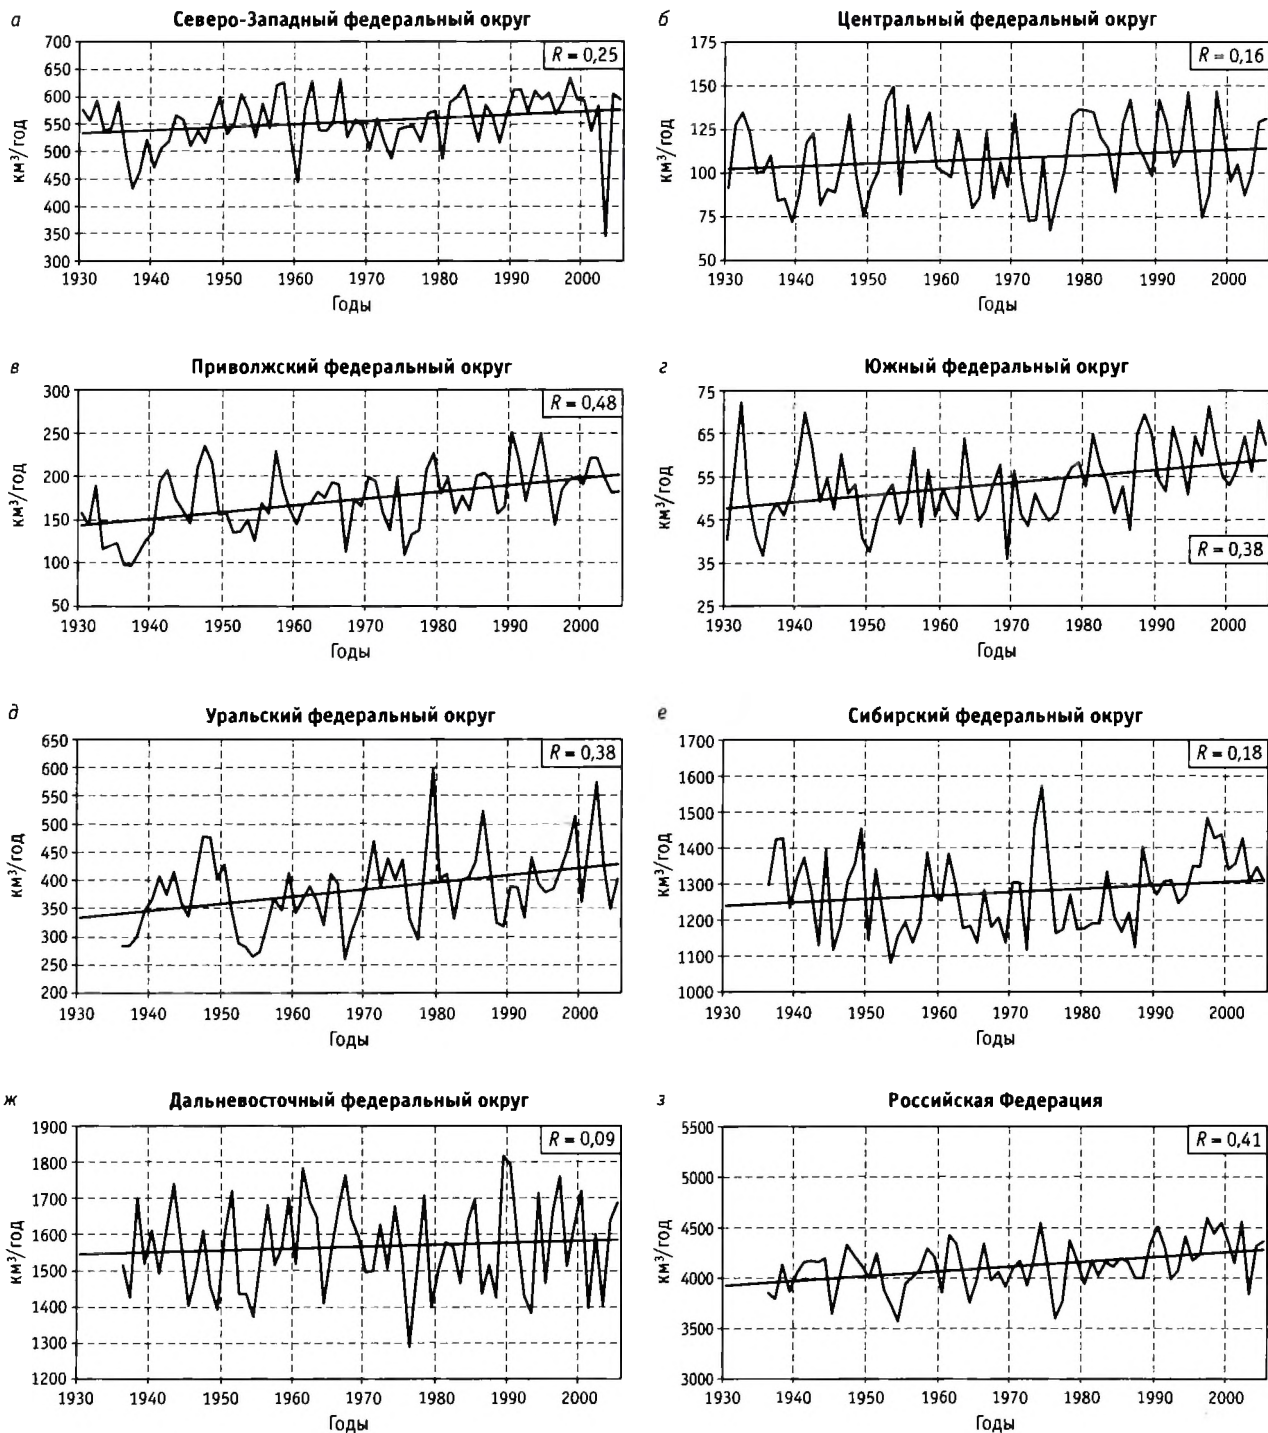 а Северо-Западный федеральный округ
R = 0,25
км³/год
700
650
600
550
500
450
400
350
300
1930 1940 1950 1960 1970 1980 1990 2000
Годы
б Центральный федеральный округ
R = 0,16
км³/год
175
150
125
100
75
50
1930 1940 1950 1960 1970 1980 1990 2000
Годы
в Приволжский федеральный округ
R = 0,48
км³/год
300
250
200
150
100
50
1930 1940 1950 1960 1970 1980 1990 2000
Годы
г Южный федеральный округ
R = 0,38
км³/год
75
65
55
45
35
25
1930 1940 1950 1960 1970 1980 1990 2000
Годы
д Уральский федеральный округ
R = 0,38
км³/год
650
600
550
500
450
400
350
300
250
200
1930 1940 1950 1960 1970 1980 1990 2000
Годы
е Сибирский федеральный округ
R = 0,18
км³/год
1700
1600
1500
1400
1300
1200
1100
1000
1930 1940 1950 1960 1970 1980 1990 2000
Годы
ж Дальневосточный федеральный округ
R = 0,09
км³/год
1900
1800
1700
1600
1500
1400
1300
1200
1930 1940 1950 1960 1970 1980 1990 2000
Годы
з Российская Федерация
R = 0,41
км³/год
5500
5000
4500
4000
3500
3000
1930 1940 1950 1960 1970 1980 1990 2000
Годы